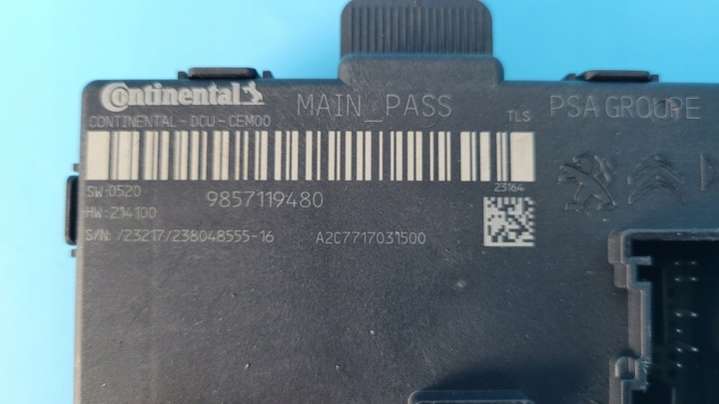 Continental
MAIN_PASS
TLS
PSA GROUPE
CONTINENTAL-DCU-CEM00
SW:0520
9857119480
23164
HW:214100
S/N: /23217/238048555-16
A2C7717031500